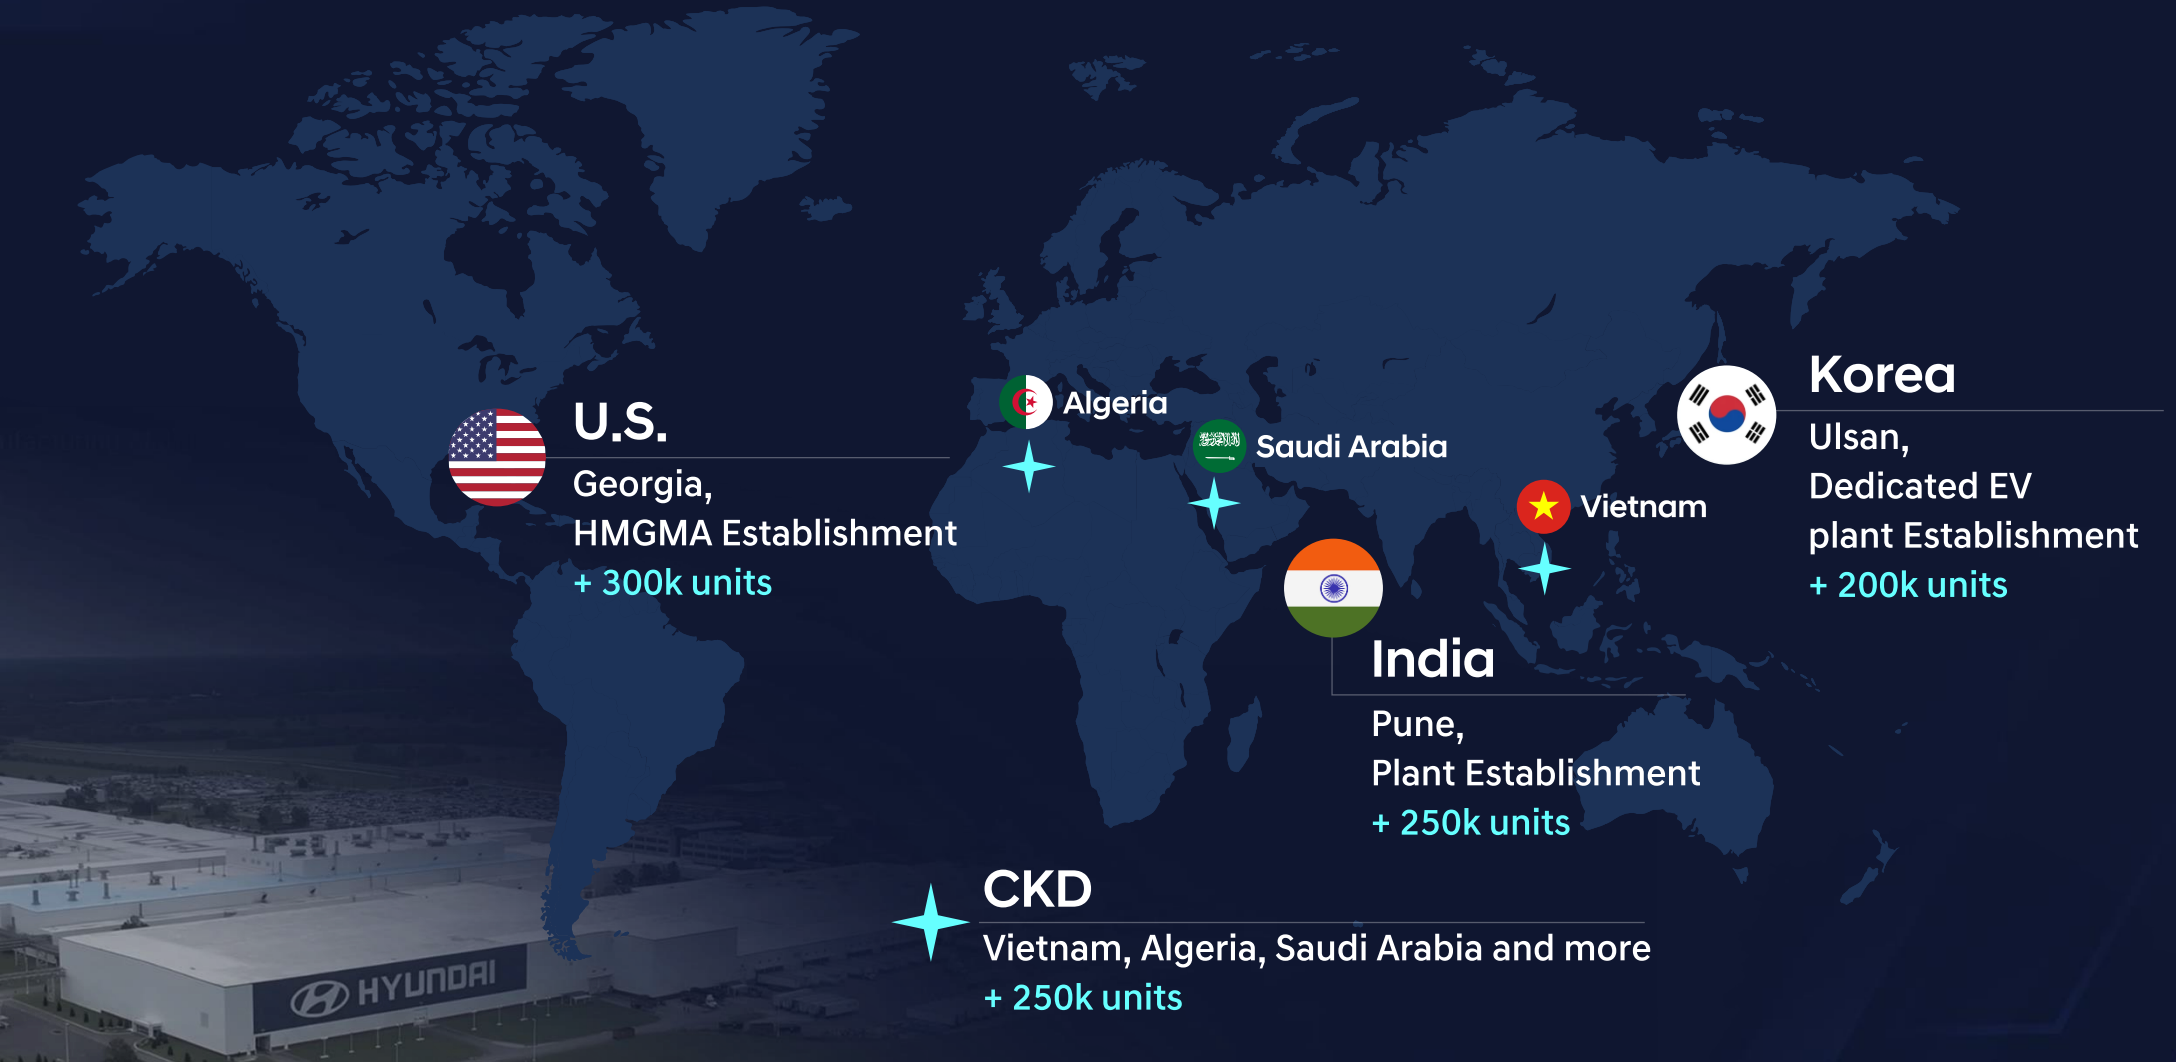 U.S.
Georgia,
HMGMA Establishment
+ 300k units
Algeria
Saudi Arabia
Vietnam
Korea
Ulsan,
Dedicated EV
plant Establishment
+ 200k units
India
Pune,
Plant Establishment
+ 250k units
CKD
Vietnam, Algeria, Saudi Arabia and more
+ 250k units
HYUNDAI